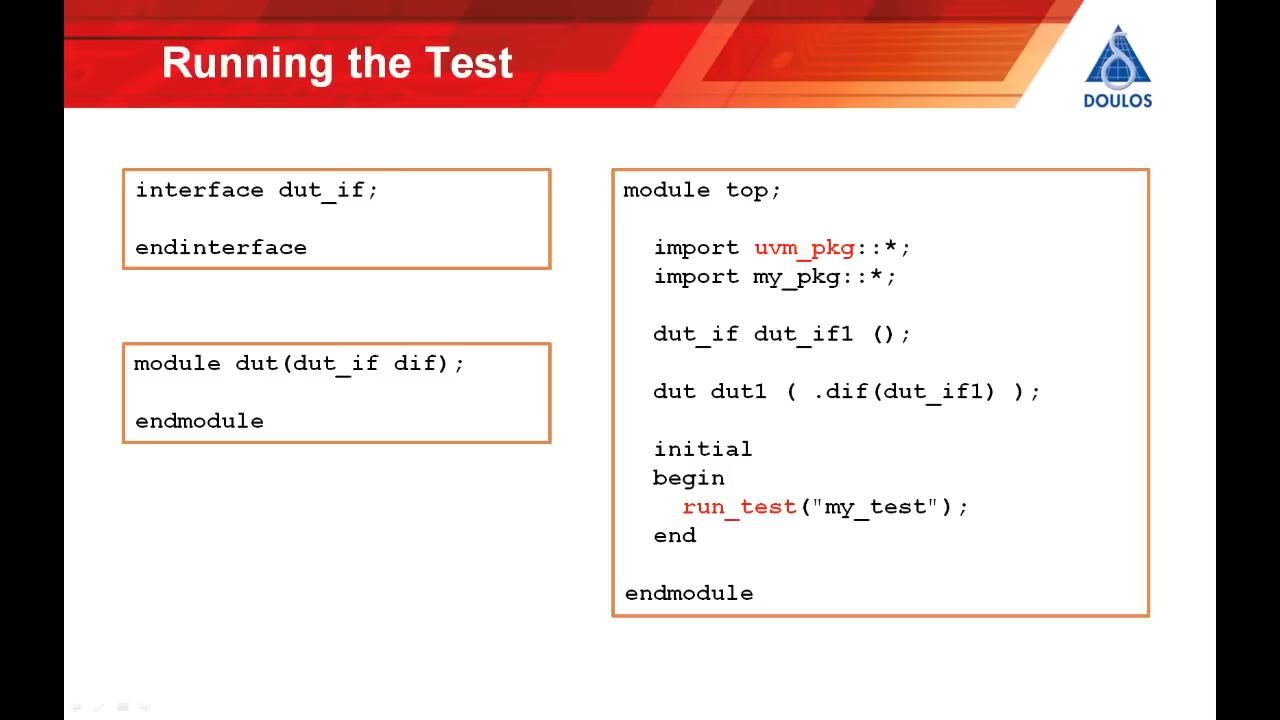 Running the Test
DOULOS
interface dut_if;
endinterface
module dut(dut_if dif);
endmodule
module top;
import uvm_pkg::*;
import my_pkg::*;
dut_if dut_if1 ();
dut dut1 ( .dif(dut_if1) );
initial
begin
run_test("my_test");
end
endmodule